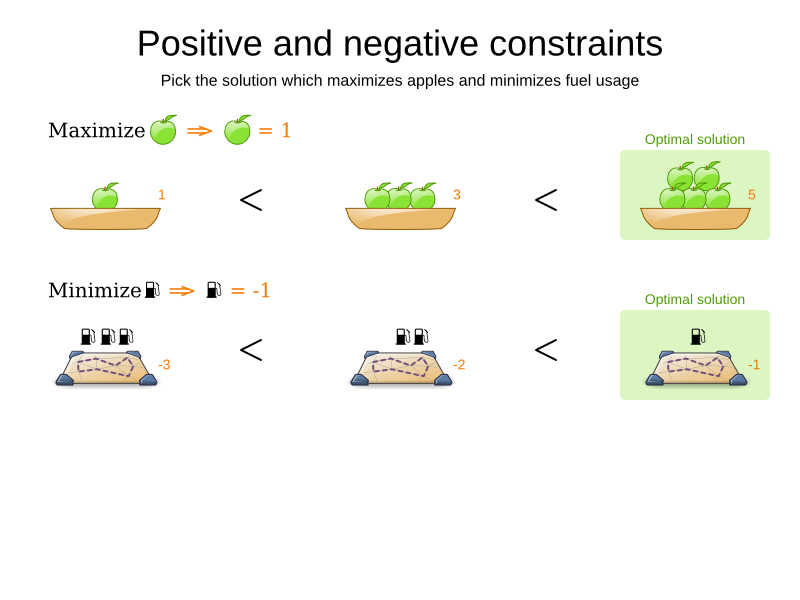 Positive and negative constraints
Pick the solution which maximizes apples and minimizes fuel usage
Maximize ⇒ = 1
Optimal solution
1 < 3 < 5
Minimize ⇒ = -1
Optimal solution
-3 < -2 < -1